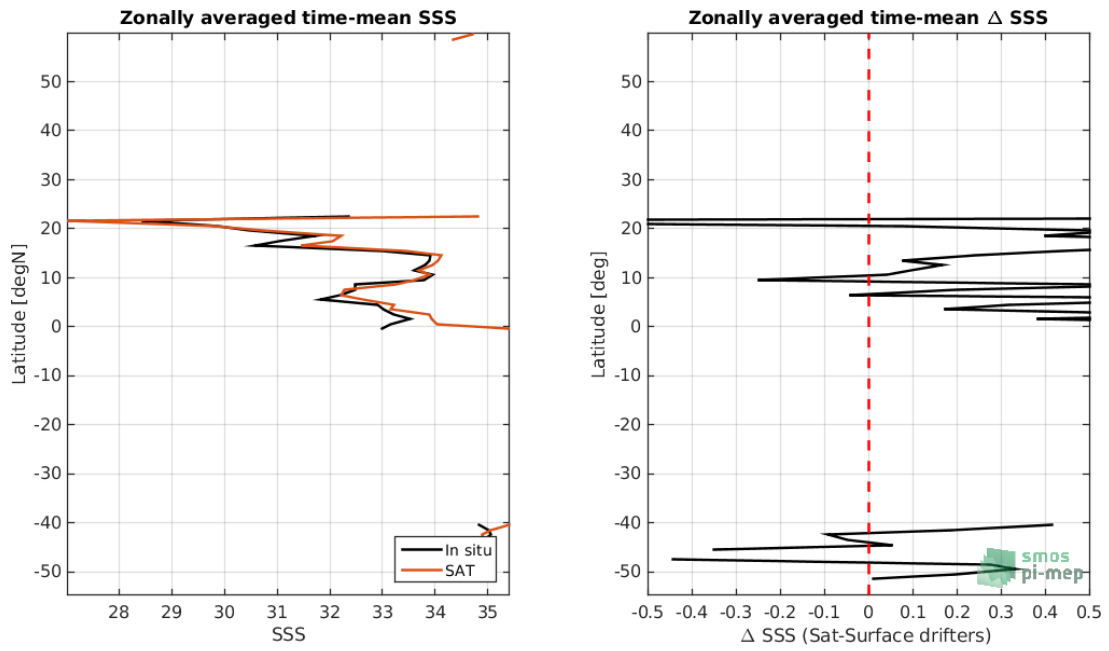 Zonally averaged time-mean SSS
Latitude [degN]
50
40
30
20
10
0
-10
-20
-30
-40
-50
28 29 30 31 32 33 34 35
SSS
In situ
SAT
Zonally averaged time-mean Δ SSS
Latitude [deg]
50
40
30
20
10
0
-10
-20
-30
-40
-50
-0.5 -0.4 -0.3 -0.2 -0.1 0 0.1 0.2 0.3 0.4 0.5
Δ SSS (Sat-Surface drifters)
smos
pi-mep